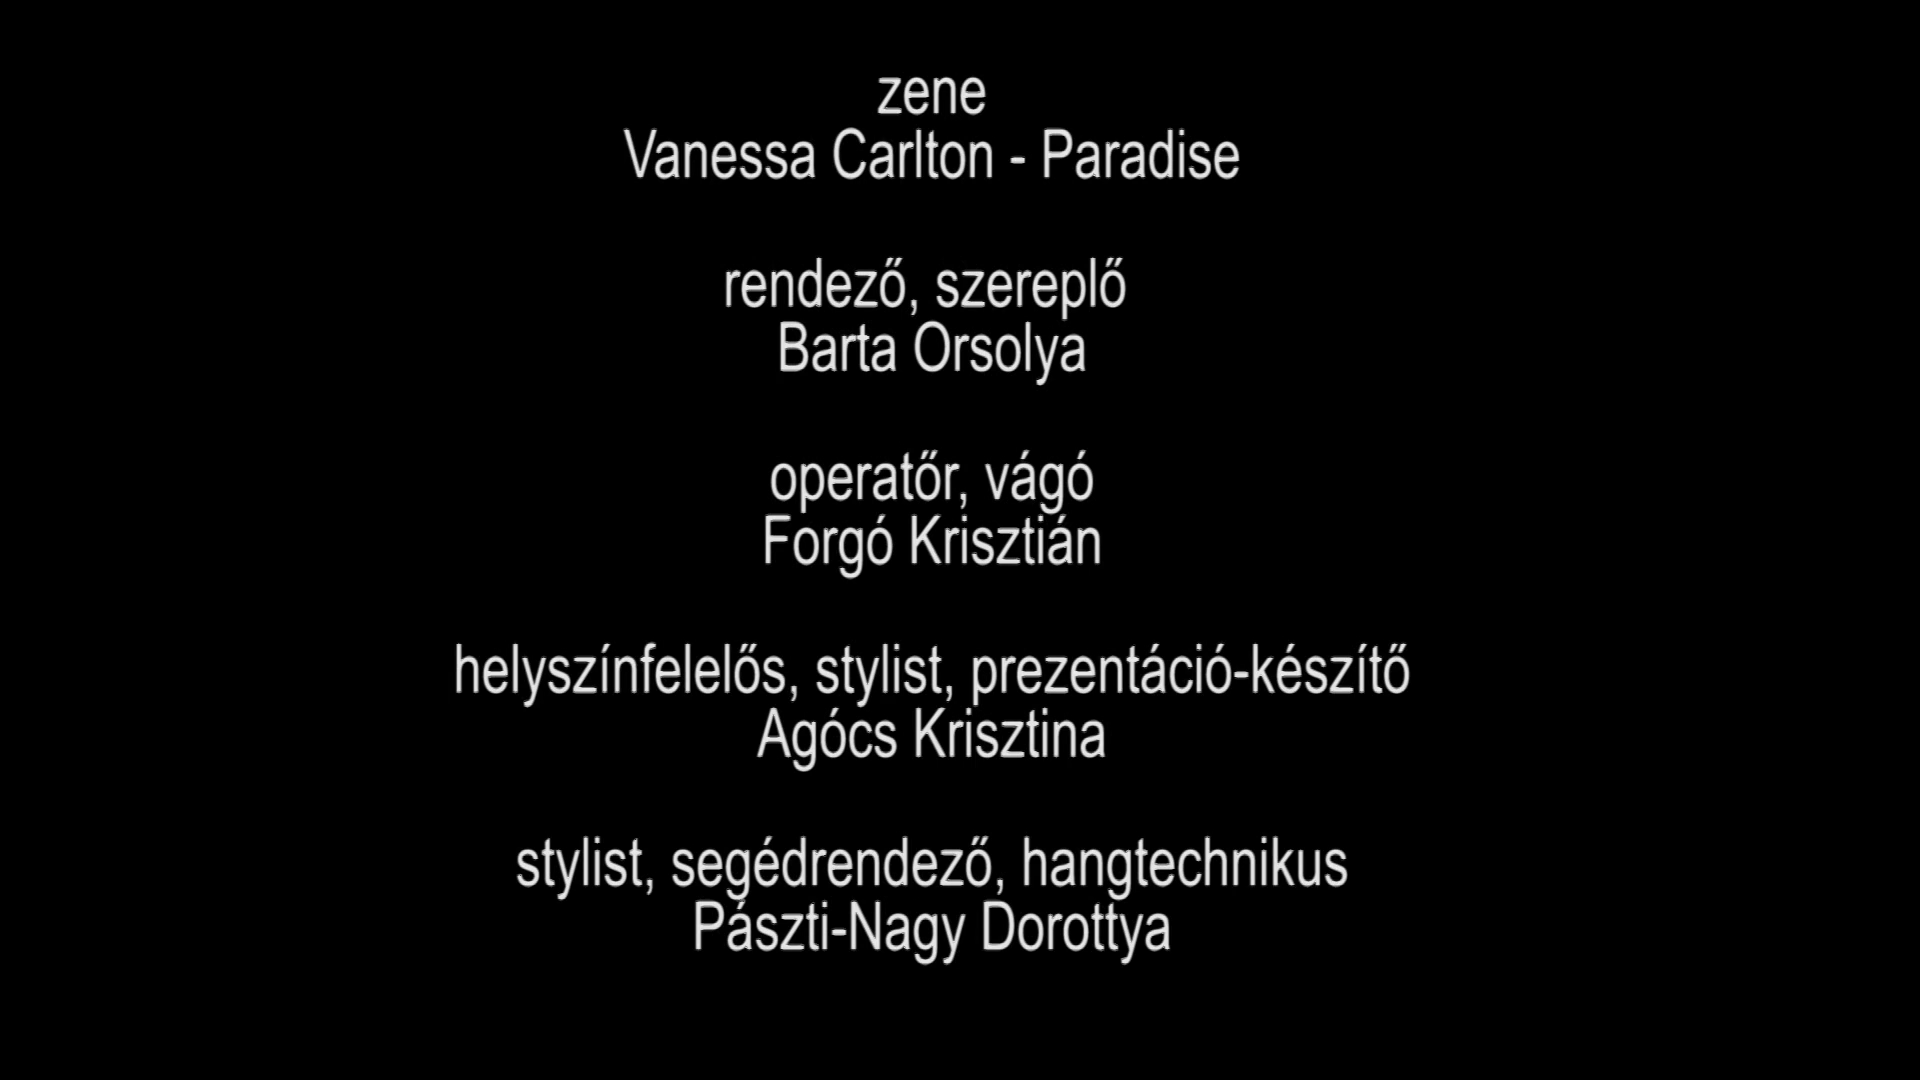 zene
Vanessa Carlton - Paradise
rendező, szereplő
Barta Orsolya
operatőr, vágó
Forgó Krisztián
helyszínfelelős, stylist, prezentáció-készítő
Agócs Krisztina
stylist, segédrendező, hangtechnikus
Pászti-Nagy Dorottya